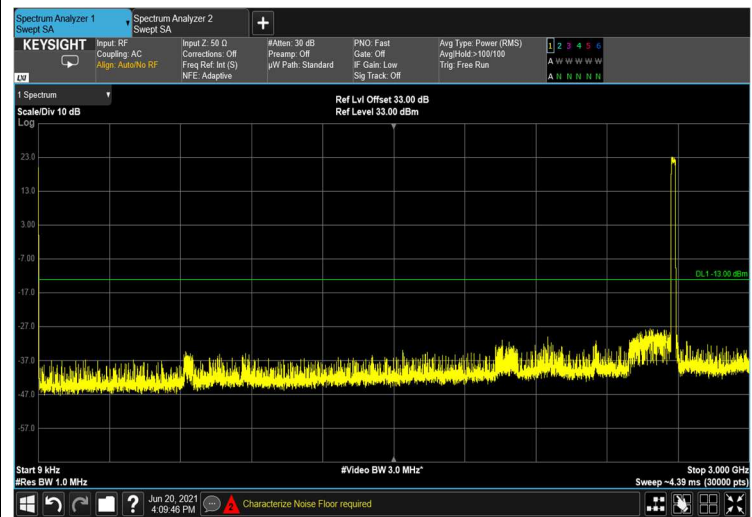 Spectrum Analyzer 1
Swept SA
Spectrum Analyzer 2
Swept SA
+
KEYSIGHT
LXI
Input: RF
Coupling: AC
Align: Auto/No RF
Input Z: 50 Ω
Corrections: Off
Freq Ref: Int (S)
NFE: Adaptive
#Atten: 30 dB
Preamp: Off
µW Path: Standard
PNO: Fast
Gate: Off
IF Gain: Low
Sig Track: Off
Avg Type: Power (RMS)
Avg|Hold:>100/100
Trig: Free Run
1 2 3 4 5 6
A W W W W W
A N N N N N
1 Spectrum
Scale/Div 10 dB
Log
Ref Lvl Offset 33.00 dB
Ref Level 33.00 dBm
23.0
13.0
3.00
-7.00
DL1 -13.00 dBm
-17.0
-27.0
-37.0
-47.0
-57.0
Start 9 kHz
#Res BW 1.0 MHz
#Video BW 3.0 MHz*
Stop 3.000 GHz
Sweep ~4.39 ms (30000 pts)
?
Jun 20, 2021
4:09:46 PM
2
Characterize Noise Floor required